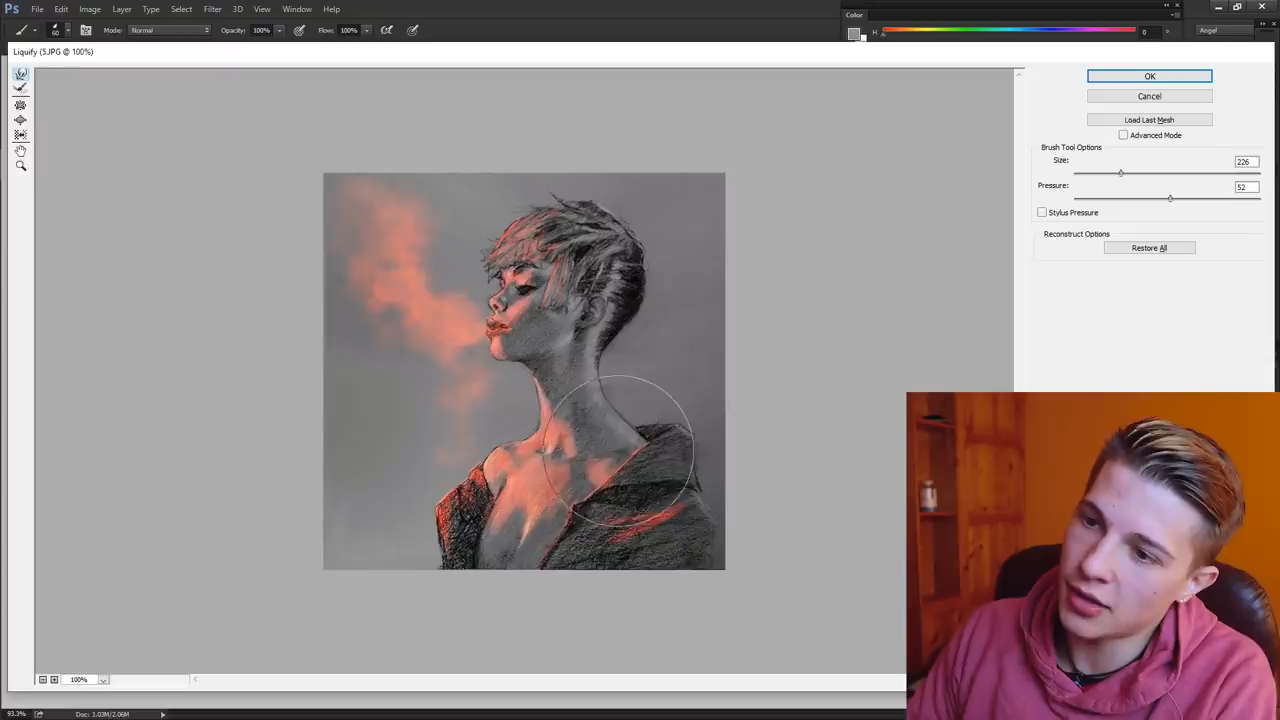 Ps File Edit Image Layer Type Select Filter 3D View Window Help
Color
60 Mode: Normal Opacity: 100% Flow: 100% H 0 Angel
Liquify (5.JPG @ 100%)
OK
Cancel
Load Last Mesh
Advanced Mode
Brush Tool Options
Size: 226
Pressure: 52
Stylus Pressure
Reconstruct Options
Restore All
100%
93.3% Doc: 1.03M/2.06M